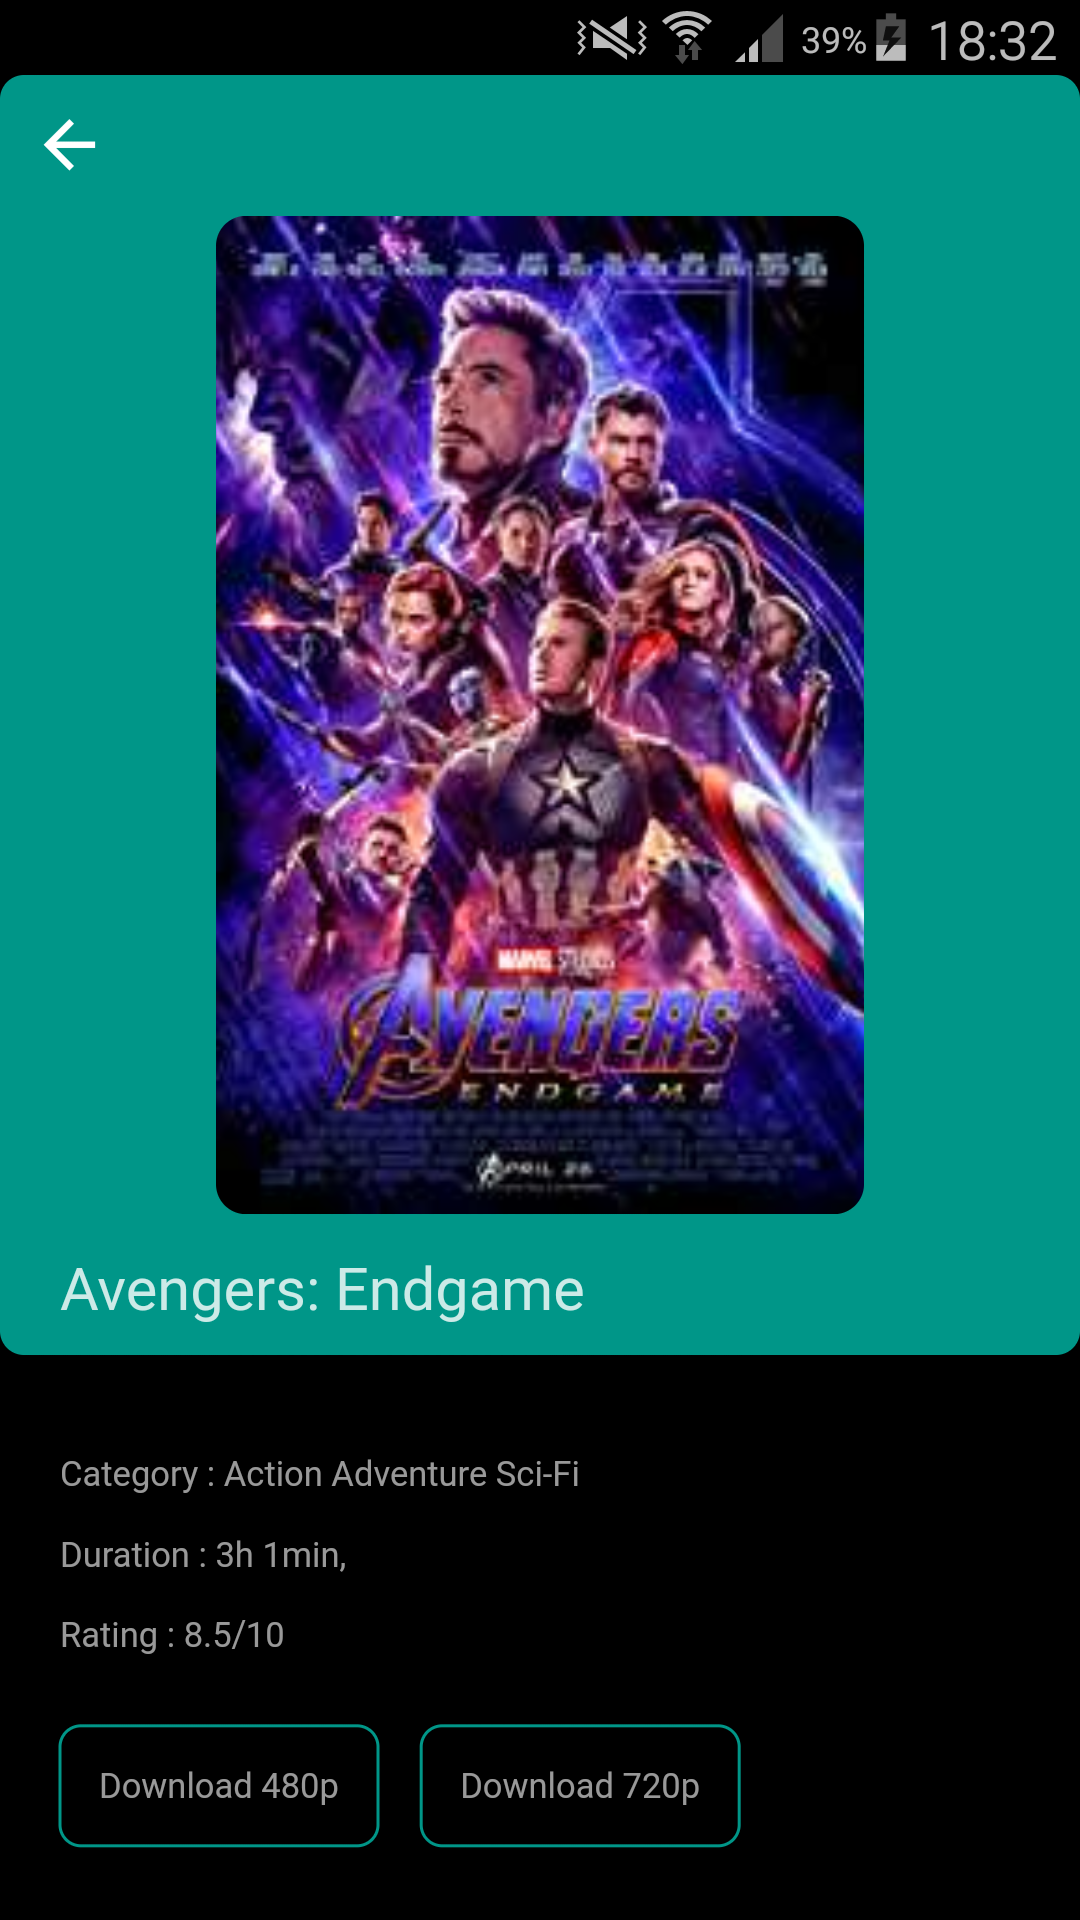 39% 18:32
MARVEL STUDIOS
AVENGERS
ENDGAME
APRIL 26
Avengers: Endgame
Category : Action Adventure Sci-Fi
Duration : 3h 1min,
Rating : 8.5/10
Download 480p Download 720p